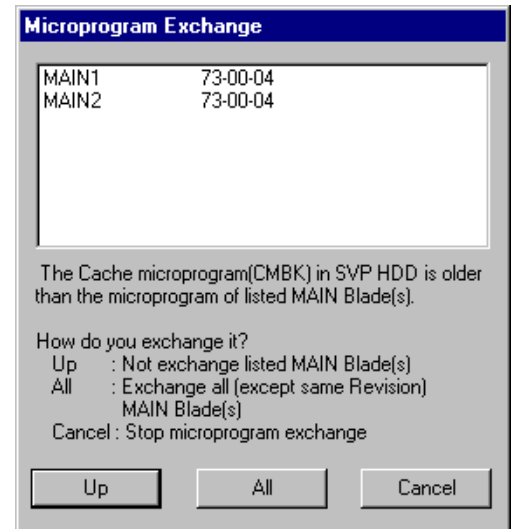 Microprogram Exchange
MAIN1 73-00-04
MAIN2 73-00-04
The Cache microprogram(CMBK) in SVP HDD is older
than the microprogram of listed MAIN Blade(s).
How do you exchange it?
Up : Not exchange listed MAIN Blade(s)
All : Exchange all (except same Revision)
MAIN Blade(s)
Cancel : Stop microprogram exchange
Up All Cancel